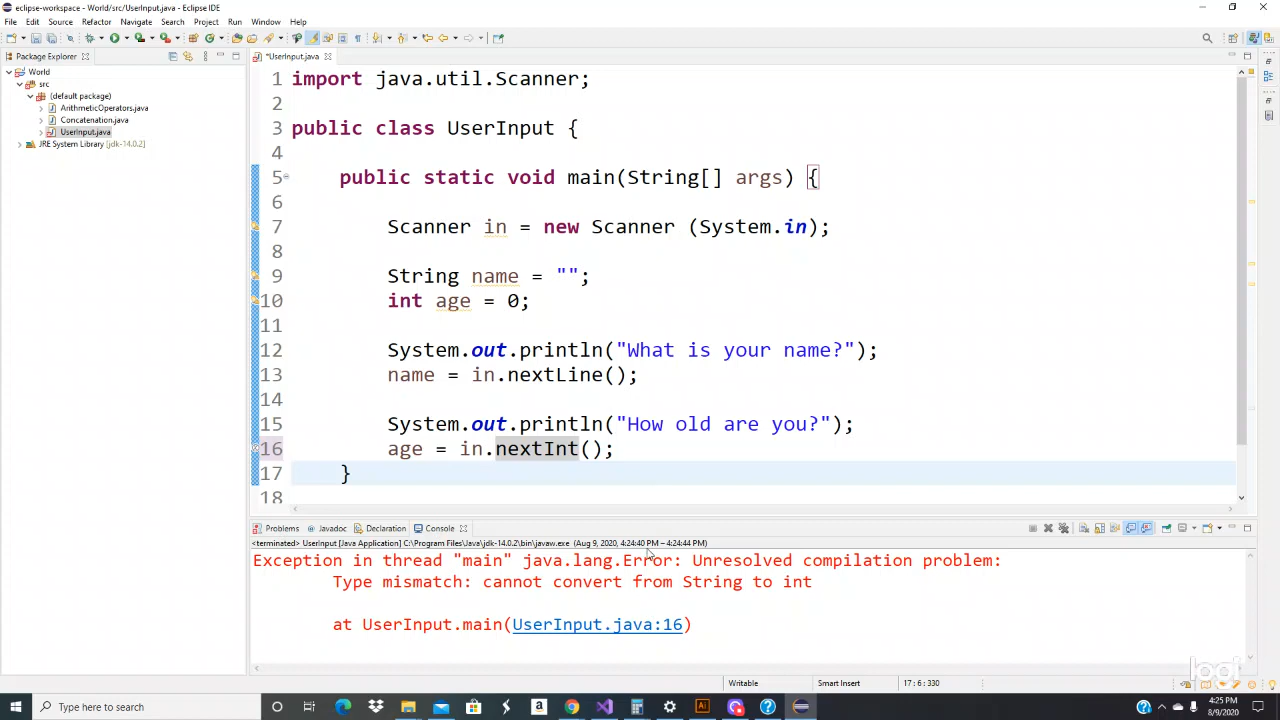 eclipse-workspace - World/src/UserInput.java - Eclipse IDE
File Edit Source Refactor Navigate Search Project Run Window Help
Package Explorer
*UserInput.java
World
src
(default package)
ArithmeticOperators.java
Concatenation.java
UserInput.java
JRE System Library [jdk-14.0.2]
1 import java.util.Scanner;
2
3 public class UserInput {
4
5 public static void main(String[] args) {
6
7 Scanner in = new Scanner (System.in);
8
9 String name = "";
10 int age = 0;
11
12 System.out.println("What is your name?");
13 name = in.nextLine();
14
15 System.out.println("How old are you?");
16 age = in.nextInt();
17 }
18
Problems Javadoc Declaration Console
<terminated> UserInput [Java Application] C:\Program Files\Java\jdk-14.0.2\bin\javaw.exe (Aug 9, 2020, 4:24:40 PM – 4:24:44 PM)
Exception in thread "main" java.lang.Error: Unresolved compilation problem:
Type mismatch: cannot convert from String to int
at UserInput.main(UserInput.java:16)
Writable Smart Insert 17 : 6 : 330
Type here to search
4:25 PM
8/9/2020